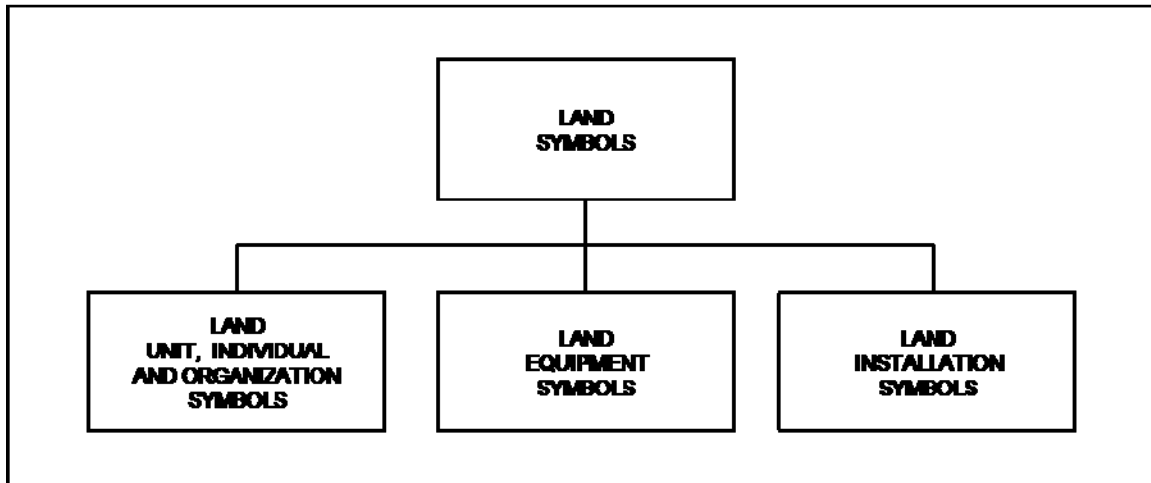 LAND
SYMBOLS
LAND
UNIT, INDIVIDUAL
AND ORGANIZATION
SYMBOLS
LAND
EQUIPMENT
SYMBOLS
LAND
INSTALLATION
SYMBOLS